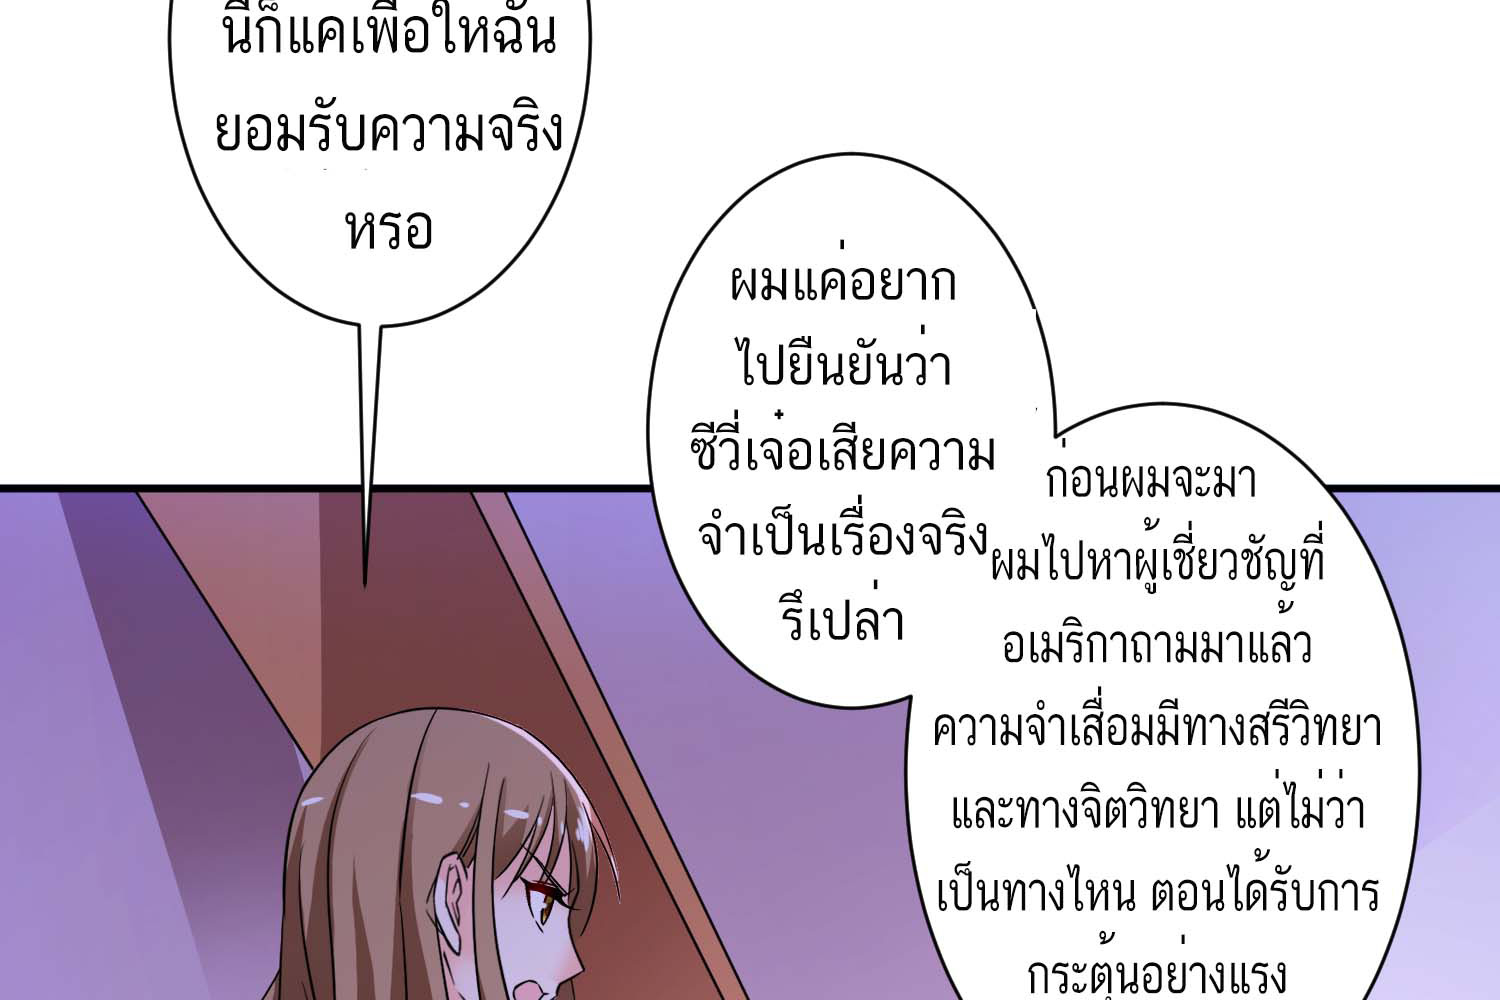 นี่ก็แค่เพื่อให้ฉัน
ยอมรับความจริง
หรอ
ผมแค่อยาก
ไปยืนยันว่า
ซีวี่เจ๋อเสียความ
จำเป็นเรื่องจริง
รึเปล่า
ก่อนผมจะมา
ผมไปหาผู้เชี่ยวชัญที่
อเมริกาถามมาแล้ว
ความจำเสื่อมมีทางสรีวิทยา
และทางจิตวิทยา แต่ไม่ว่า
เป็นทางไหน ตอนได้รับการ
กระตุ้นอย่างแรง